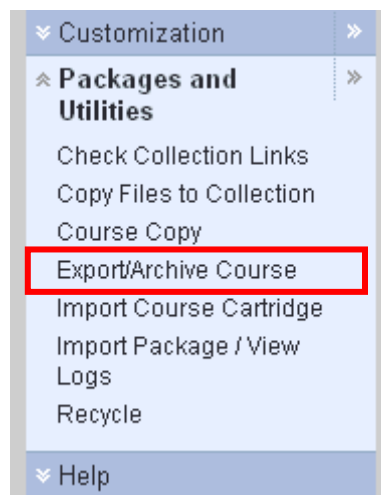 Customization
Packages and
Utilities
Check Collection Links
Copy Files to Collection
Course Copy
Export/Archive Course
Import Course Cartridge
Import Package / View
Logs
Recycle
Help